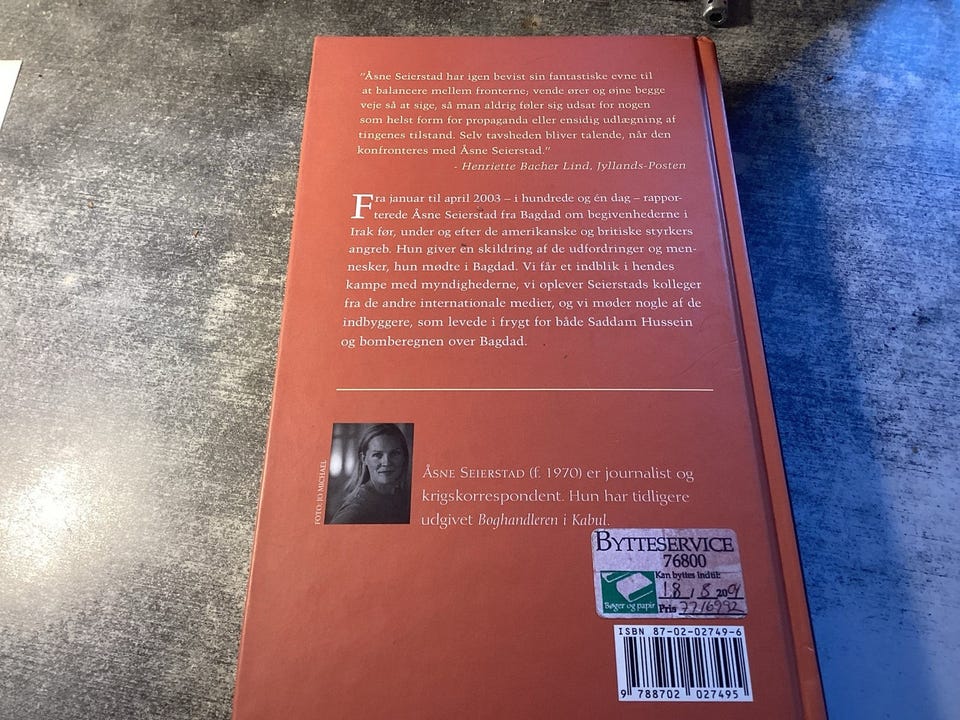 "Åsne Seierstad har igen bevist sin fantastiske evne til
at balancere mellem fronterne; vende ører og øjne begge
veje så at sige, så man aldrig føler sig udsat for nogen
som helst form for propaganda eller ensidig udlægning af
tingenes tilstand. Selv tavsheden bliver talende, når den
konfronteres med Åsne Seierstad."
- Henriette Bacher Lind, Jyllands-Posten
Fra januar til april 2003 – i hundrede og én dag – rappor-
terede Åsne Seierstad fra Bagdad om begivenhederne i
Irak før, under og efter de amerikanske og britiske styrkers
angreb. Hun giver en skildring af de udfordringer og men-
nesker, hun mødte i Bagdad. Vi får et indblik i hendes
kampe med myndighederne, vi oplever Seierstads kolleger
fra de andre internationale medier, og vi møder nogle af de
indbyggere, som levede i frygt for både Saddam Hussein
og bomberegnen over Bagdad.
FOTO: JO MICHAEL
ÅSNE SEIERSTAD (f. 1970) er journalist og
krigskorrespondent. Hun har tidligere
udgivet Boghandleren i Kabul.
BYTTESERVICE
76800
Kan byttes indtil:
18 / 5 20
Bøger og papir
Pris 7716992
ISBN 87-02-02749-6
9 788702 027495